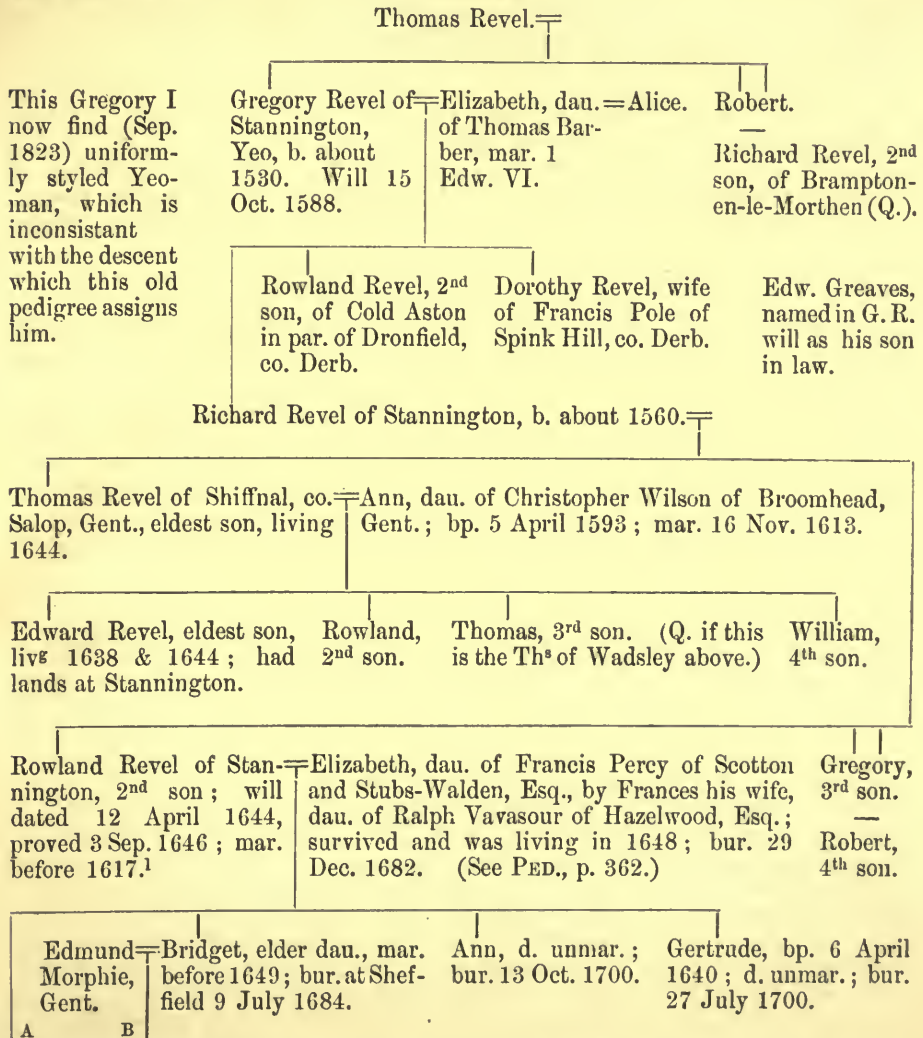 Thomas Revel.
This Gregory I
now find (Sep.
1823) uniform-
ly styled Yeo-
man, which is
inconsistant
with the descent
which this old
pedigree assigns
him.
Gregory Revel of
Stannington,
Yeo, b. about
1530. Will 15
Oct. 1588.
Elizabeth, dau.
of Thomas Bar-
ber, mar. 1
Edw. VI.
= Alice.
Robert.
—
Richard Revel, 2nd
son, of Brampton-
en-le-Morthen (Q.).
Rowland Revel, 2nd
son, of Cold Aston
in par. of Dronfield,
co. Derb.
Dorothy Revel, wife
of Francis Pole of
Spink Hill, co. Derb.
Edw. Greaves,
named in G. R.
will as his son
in law.
Richard Revel of Stannington, b. about 1560.
Thomas Revel of Shiffnal, co.
Salop, Gent., eldest son, living
1644.
Ann, dau. of Christopher Wilson of Broomhead,
Gent.; bp. 5 April 1593; mar. 16 Nov. 1613.
Edward Revel, eldest son,
livg 1638 & 1644; had
lands at Stannington.
Rowland,
2nd son.
Thomas, 3rd son. (Q. if this
is the Ths of Wadsley above.)
William,
4th son.
Rowland Revel of Stan-
nington, 2nd son; will
dated 12 April 1644,
proved 3 Sep. 1646; mar.
before 1617.1
Elizabeth, dau. of Francis Percy of Scotton
and Stubs-Walden, Esq., by Frances his wife,
dau. of Ralph Vavasour of Hazelwood, Esq.;
survived and was living in 1648; bur. 29
Dec. 1682. (See PED., p. 362.)
Gregory,
3rd son.
—
Robert,
4th son.
Edmund
Morphie,
Gent.
Bridget, elder dau., mar.
before 1649; bur. at Shef-
field 9 July 1684.
Ann, d. unmar.;
bur. 13 Oct. 1700.
Gertrude, bp. 6 April
1640; d. unmar.; bur.
27 July 1700.
A B